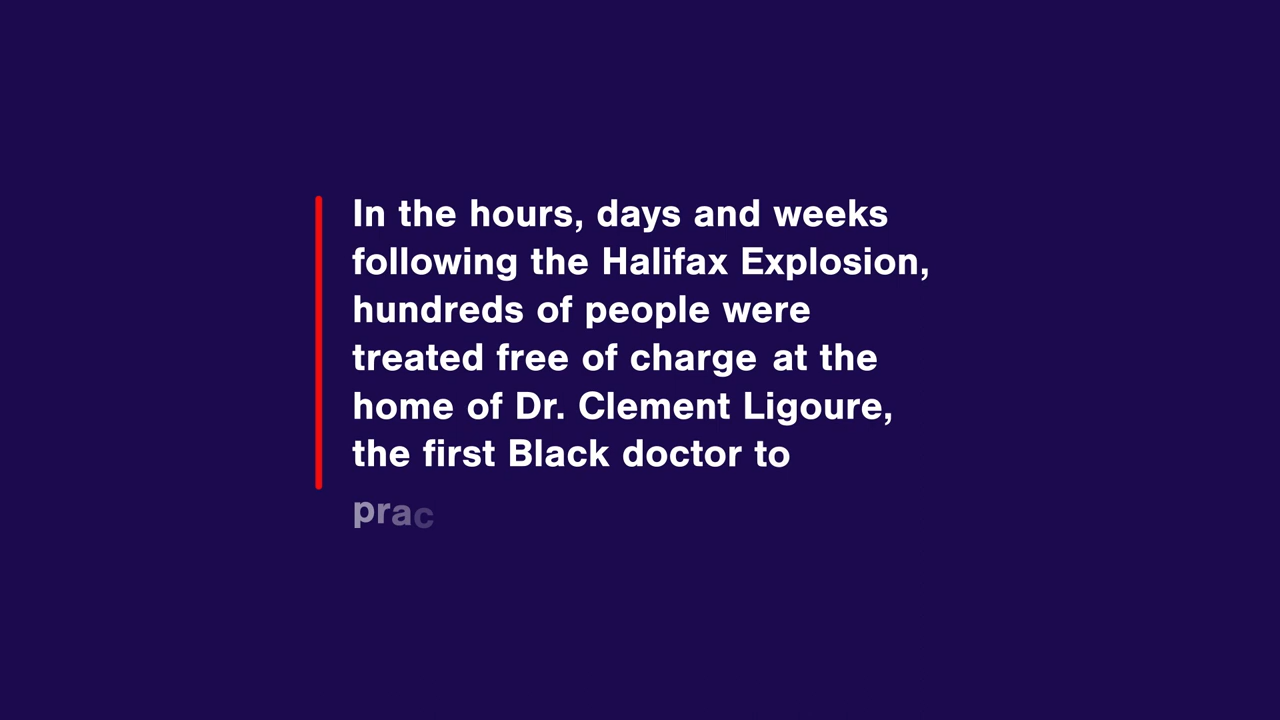 In the hours, days and weeks
following the Halifax Explosion,
hundreds of people were
treated free of charge at the
home of Dr. Clement Ligoure,
the first Black doctor to
prac